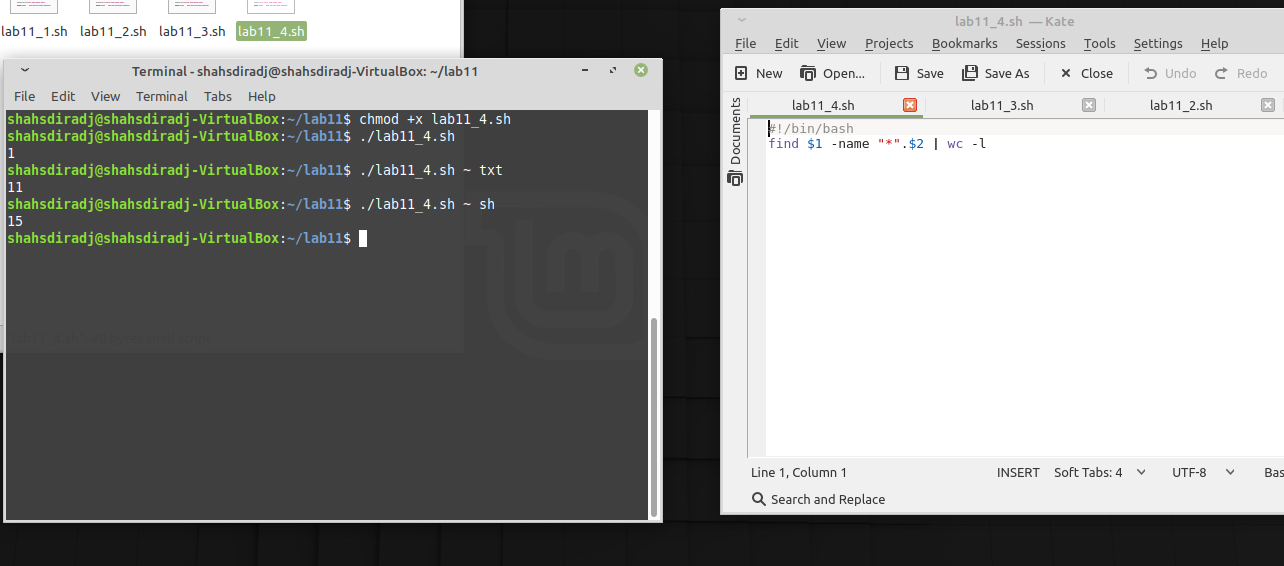 lab11_1.sh lab11_2.sh lab11_3.sh lab11_4.sh
Terminal - shahsdiradj@shahsdiradj-VirtualBox: ~/lab11
File Edit View Terminal Tabs Help
shahsdiradj@shahsdiradj-VirtualBox:~/lab11$ chmod +x lab11_4.sh
shahsdiradj@shahsdiradj-VirtualBox:~/lab11$ ./lab11_4.sh
1
shahsdiradj@shahsdiradj-VirtualBox:~/lab11$ ./lab11_4.sh ~ txt
11
shahsdiradj@shahsdiradj-VirtualBox:~/lab11$ ./lab11_4.sh ~ sh
15
shahsdiradj@shahsdiradj-VirtualBox:~/lab11$
lab11_4.sh — Kate
File Edit View Projects Bookmarks Sessions Tools Settings Help
New Open... Save Save As Close Undo Redo
Documents
lab11_4.sh lab11_3.sh lab11_2.sh
#!/bin/bash
find $1 -name "*".$2 | wc -l
Line 1, Column 1 INSERT Soft Tabs: 4 UTF-8 Bas
Search and Replace